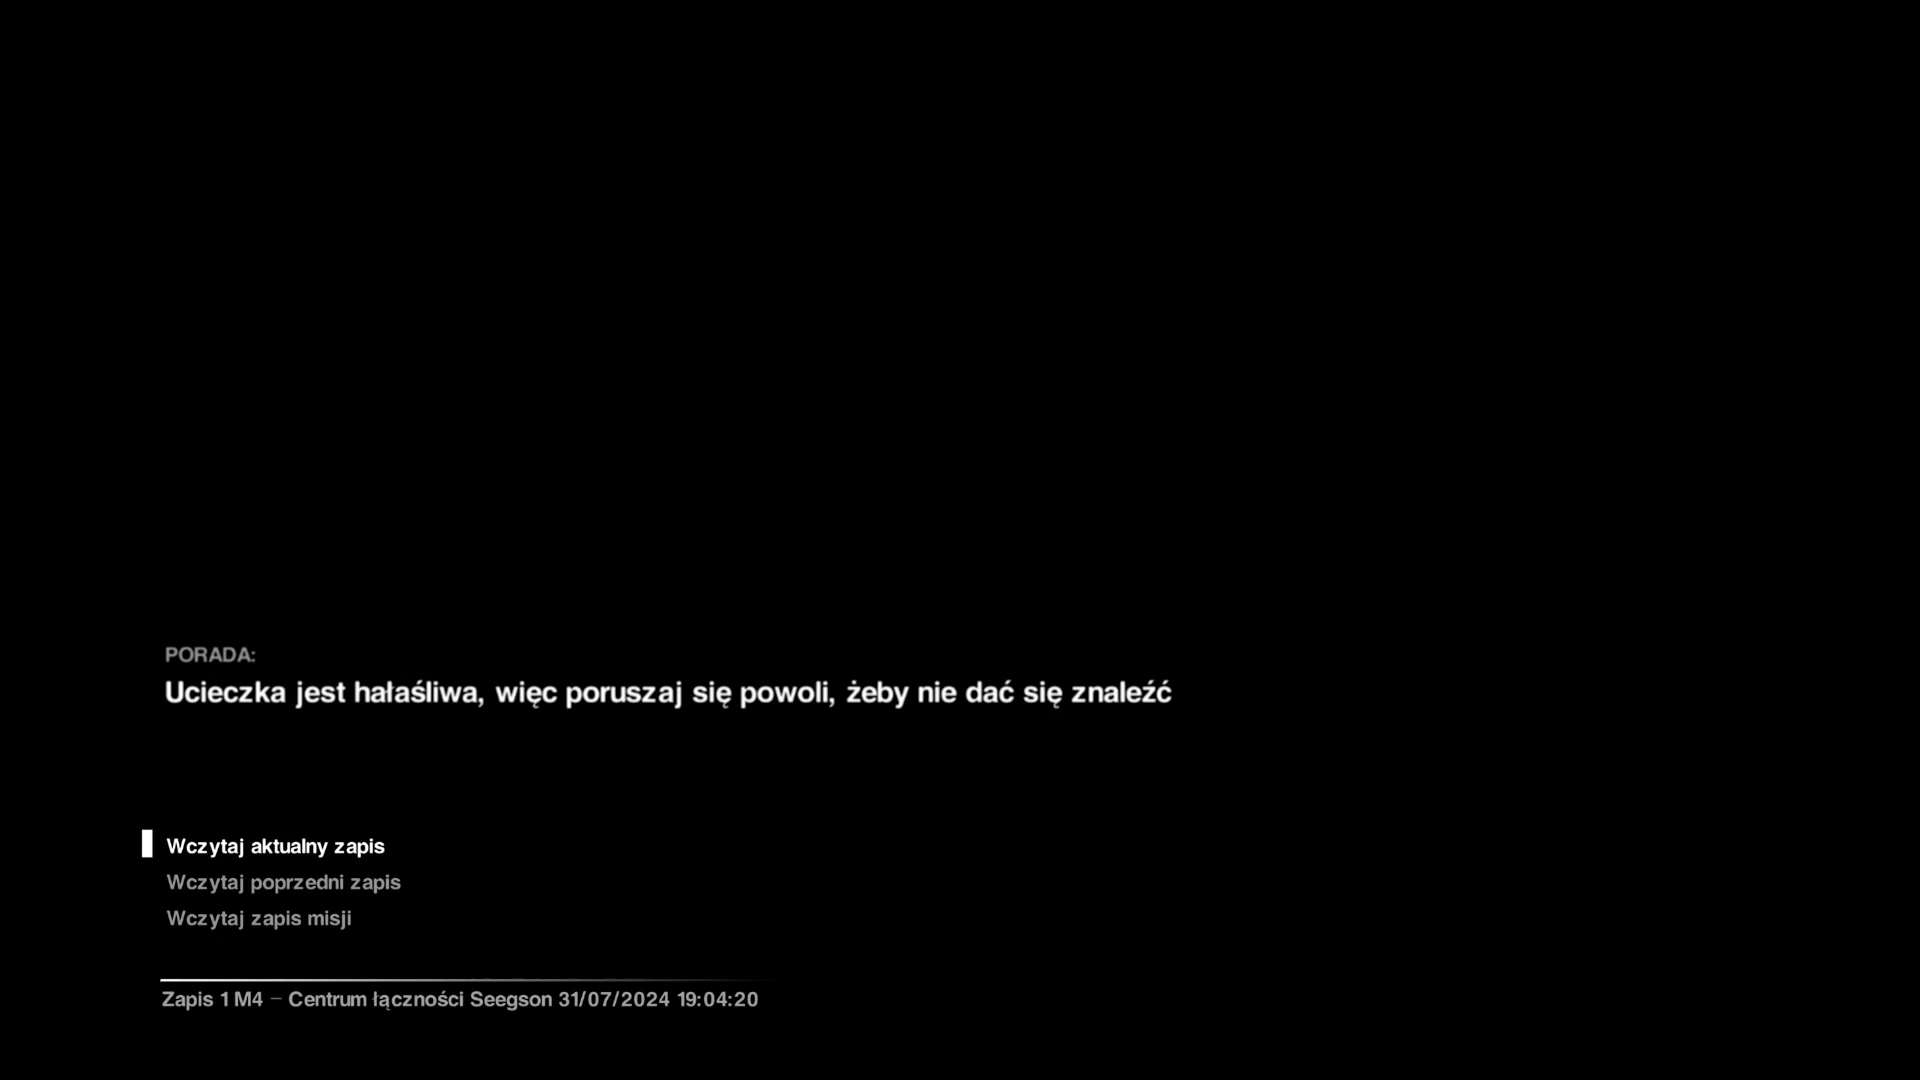 PORADA:
Ucieczka jest hałaśliwa, więc poruszaj się powoli, żeby nie dać się znaleźć
Wczytaj aktualny zapis
Wczytaj poprzedni zapis
Wczytaj zapis misji
Zapis 1 M4 – Centrum łączności Seegson 31/07/2024 19:04:20